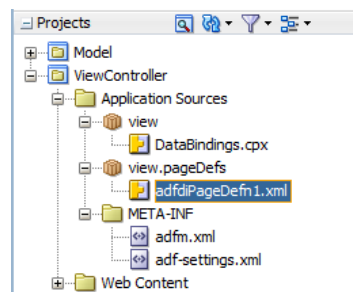 Projects
Model
ViewController
Application Sources
view
DataBindings.cpx
view.pageDefs
adfdiPageDefn1.xml
META-INF
adfm.xml
adf-settings.xml
Web Content